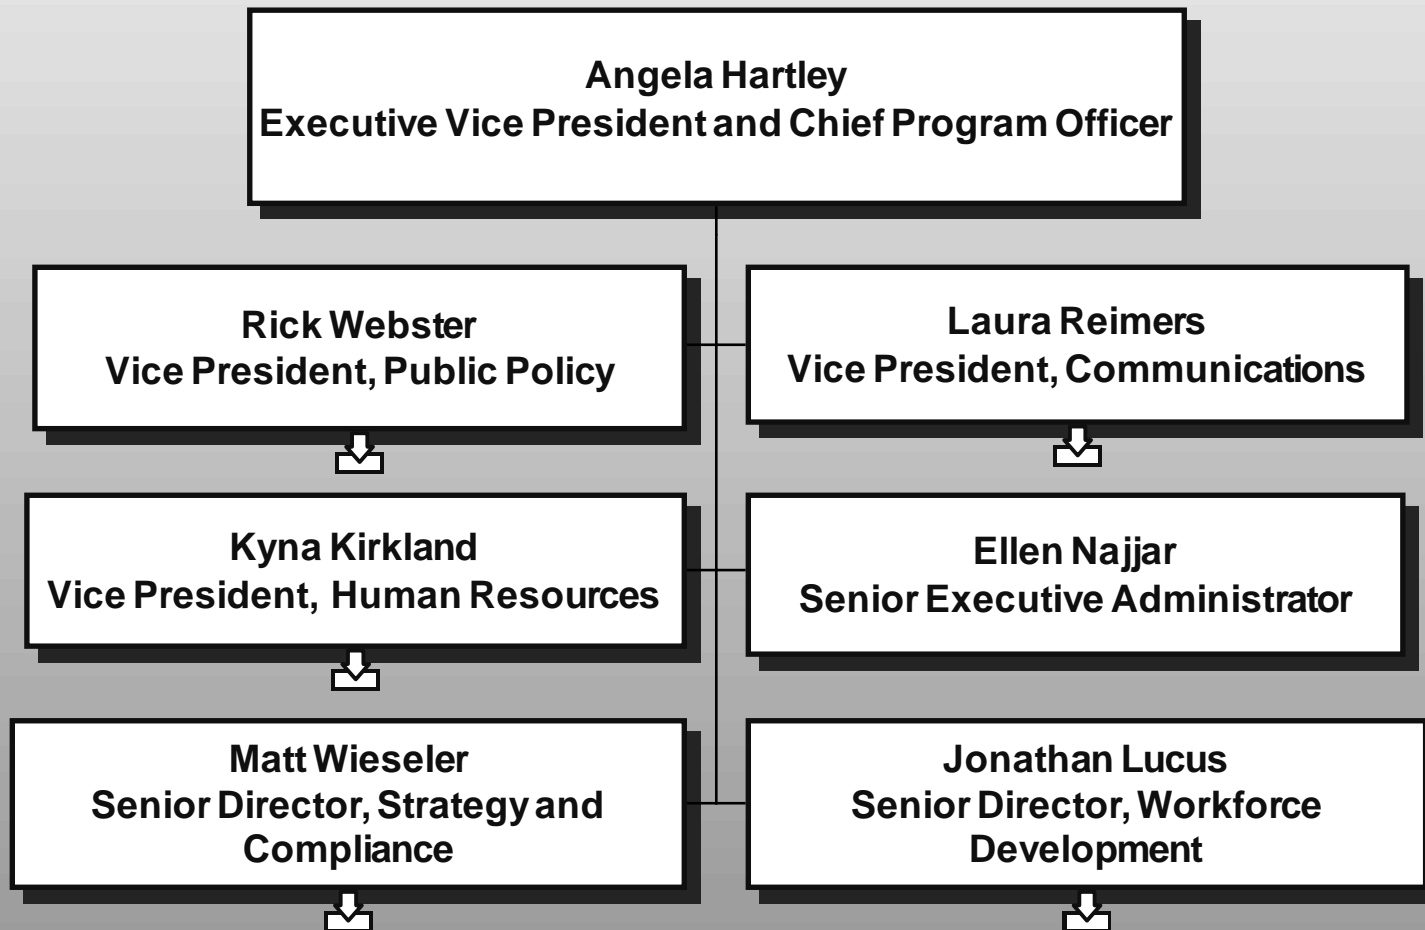 Angela Hartley
Executive Vice President and Chief Program Officer
Rick Webster
Vice President, Public Policy
Laura Reimers
Vice President, Communications
Kyna Kirkland
Vice President, Human Resources
Ellen Najjar
Senior Executive Administrator
Matt Wieseler
Senior Director, Strategy and
Compliance
Jonathan Lucus
Senior Director, Workforce
Development